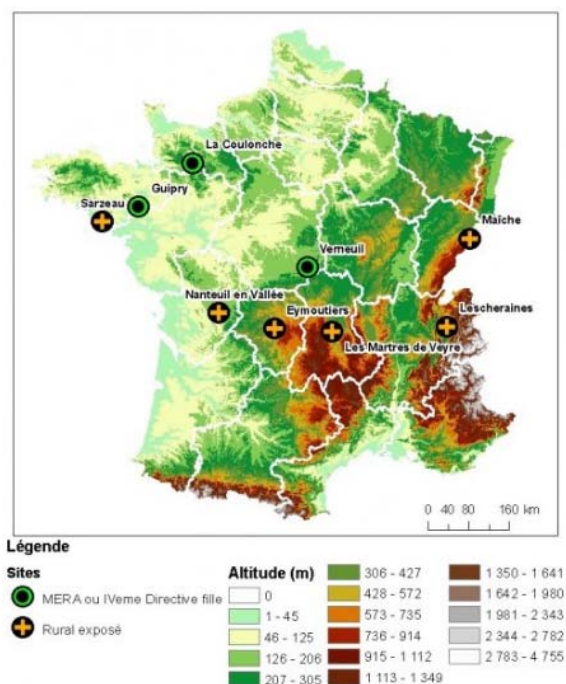 La Coulonche
Guipry
Sarzeau
Maîche
Verneuil
Nanteuil en Vallée
Eymoutiers
Lescheraines
Les Martres de Veyre
0 40 80 160 km
Légende
Sites
MERA ou IVeme Directive fille
Rural exposé
Altitude (m)
0
1 - 45
46 - 125
126 - 206
207 - 305
306 - 427
428 - 572
573 - 735
736 - 914
915 - 1 112
1 113 - 1 349
1 350 - 1 641
1 642 - 1 980
1 981 - 2 343
2 344 - 2 782
2 783 - 4 755